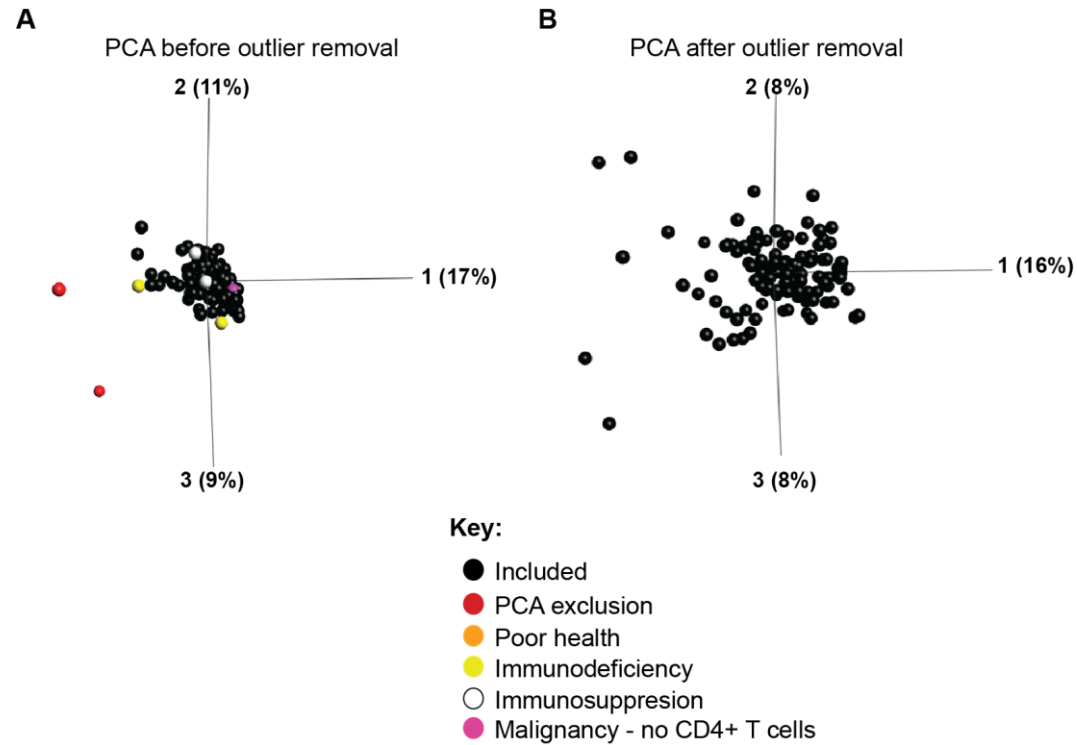 A
PCA before outlier removal
2 (11%)
1 (17%)
3 (9%)
B
PCA after outlier removal
2 (8%)
1 (16%)
3 (8%)
Key:
Included
PCA exclusion
Poor health
Immunodeficiency
Immunosuppresion
Malignancy - no CD4+ T cells